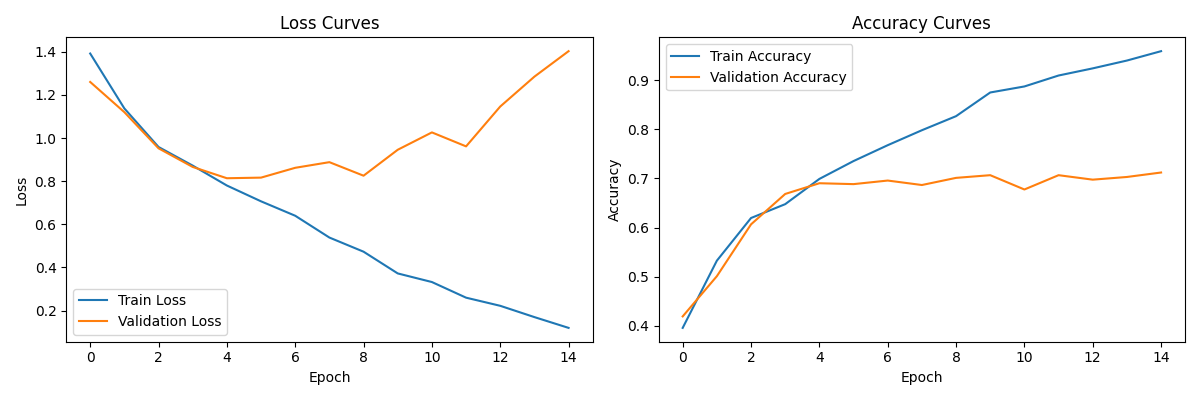 Loss Curves
1.4
1.2
1.0
0.8
0.6
0.4
0.2
Loss
Train Loss
Validation Loss
0 2 4 6 8 10 12 14
Epoch
Accuracy Curves
Train Accuracy
Validation Accuracy
0.9
0.8
0.7
0.6
0.5
0.4
Accuracy
0 2 4 6 8 10 12 14
Epoch